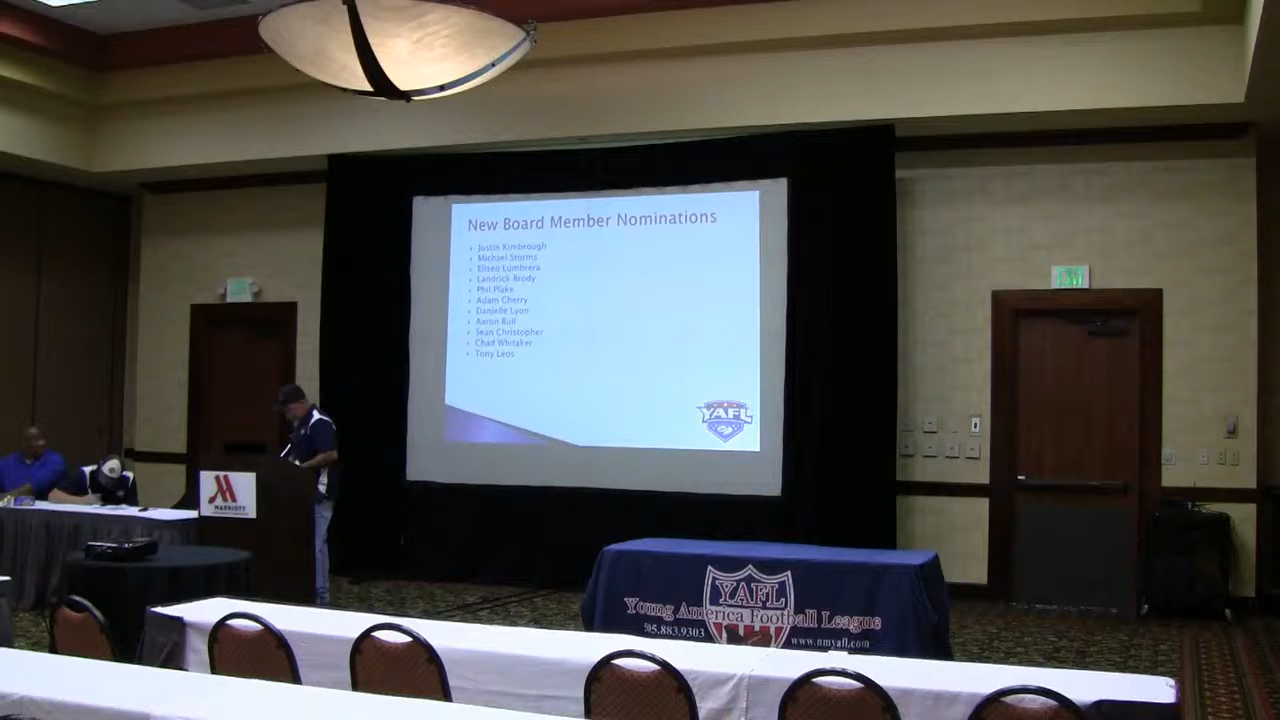 New Board Member Nominations
Justin Kimbrough
Michael Storms
Eliseo Lumbrera
Landrick Brody
Phil Plake
Adam Cherry
Danielle Lyon
Aaron Bull
Sean Christopher
Chad Whitaker
Tony Leos
YAFL
MARRIOTT
YAFL
Young America Football League
505.883.9303
www.nmyafl.com